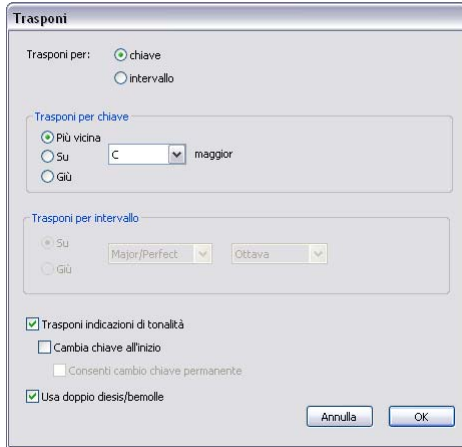 Trasponi
Trasponi per: chiave
intervallo
Trasponi per chiave
Più vicina
Su C maggior
Giù
Trasponi per intervallo
Su Major/Perfect Ottava
Giù
Trasponi indicazioni di tonalità
Cambia chiave all'inizio
Consenti cambio chiave permanente
Usa doppio diesis/bemolle
Annulla OK